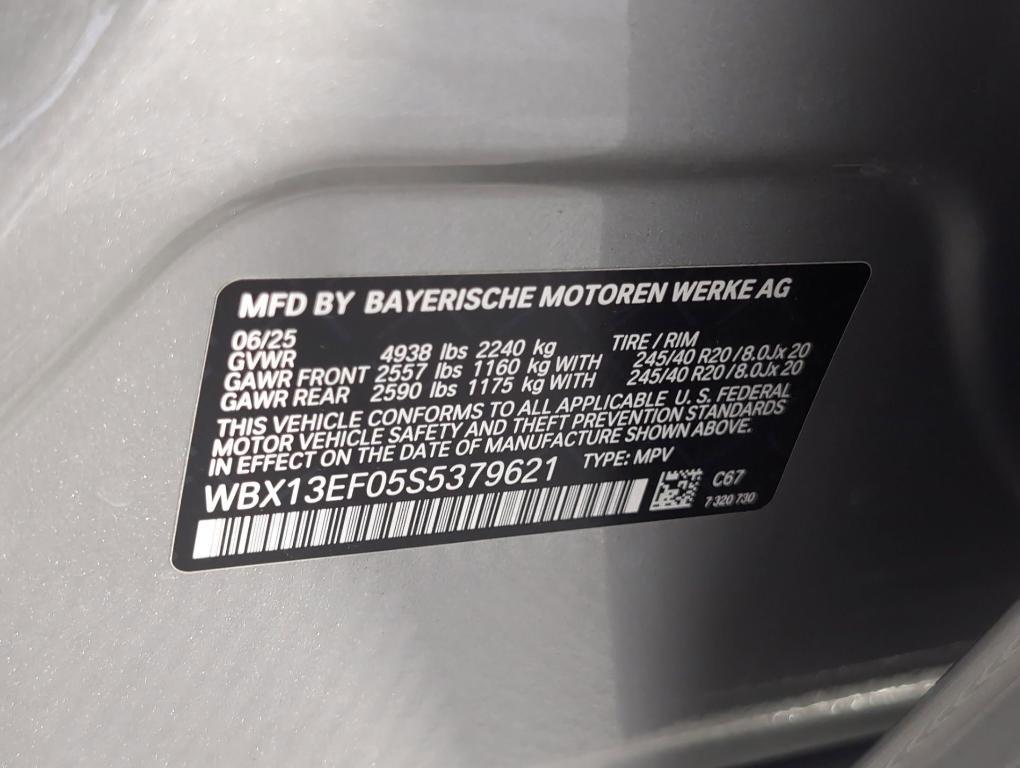 MFD BY BAYERISCHE MOTOREN WERKE AG
06/25 TIRE / RIM
GVWR 4938 lbs 2240 kg
GAWR FRONT 2557 lbs 1160 kg WITH 245/40 R20 / 8.0Jx 20
GAWR REAR 2590 lbs 1175 kg WITH 245/40 R20 / 8.0Jx 20
THIS VEHICLE CONFORMS TO ALL APPLICABLE U. S. FEDERAL
MOTOR VEHICLE SAFETY AND THEFT PREVENTION STANDARDS
IN EFFECT ON THE DATE OF MANUFACTURE SHOWN ABOVE.
WBX13EF05S5379621 TYPE: MPV
C67
7 320 730